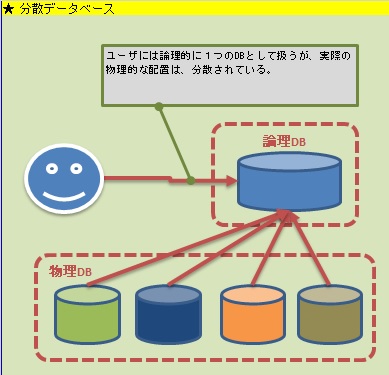 ★ 分散データベース
ユーザには論理的に１つのDBとして扱うが、実際の
物理的な配置は、分散されている。
論理DB
物理DB